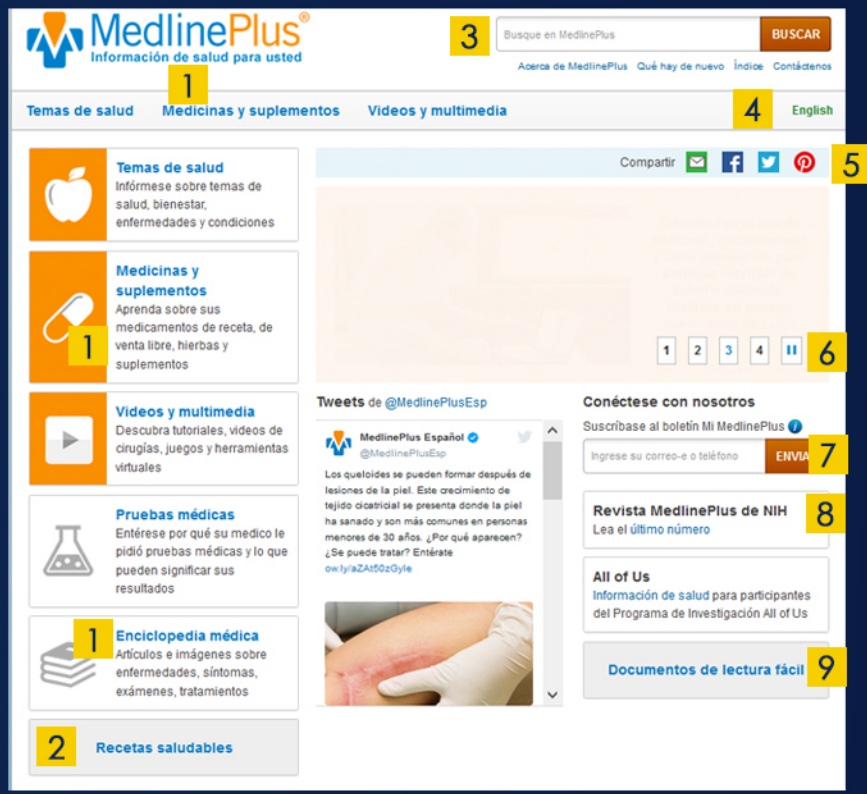 MedlinePlus®
Información de salud para usted
3
Busque en MedlinePlus
BUSCAR
Acerca de MedlinePlus Qué hay de nuevo Índice Contáctenos
1
Temas de salud Medicinas y suplementos Videos y multimedia
4
English
Temas de salud
Infórmese sobre temas de
salud, bienestar,
enfermedades y condiciones
Medicinas y
suplementos
Aprenda sobre sus
medicamentos de receta, de
venta libre, hierbas y
suplementos
1
Videos y multimedia
Descubra tutoriales, videos de
cirugías, juegos y herramientas
virtuales
Pruebas médicas
Entérese por qué su medico le
pidió pruebas médicas y lo que
pueden significar sus
resultados
1
Enciclopedia médica
Artículos e imágenes sobre
enfermedades, síntomas,
exámenes, tratamientos
2
Recetas saludables
Compartir
5
1 2 3 4
6
Tweets de @MedlinePlusEsp
MedlinePlus Español
@MedlinePlusEsp
Los queloides se pueden formar después de
lesiones de la piel. Este crecimiento de
tejido cicatricial se presenta donde la piel
ha sanado y son más comunes en personas
menores de 30 años. ¿Por qué aparecen?
¿Se puede tratar? Entérate
ow.ly/aZAt50zGyle
Conéctese con nosotros
Suscríbase al boletín Mi MedlinePlus
Ingrese su correo-e o teléfono
ENVIA
7
Revista MedlinePlus de NIH
Lea el último número
8
All of Us
Información de salud para participantes
del Programa de Investigación All of Us
Documentos de lectura fácil
9